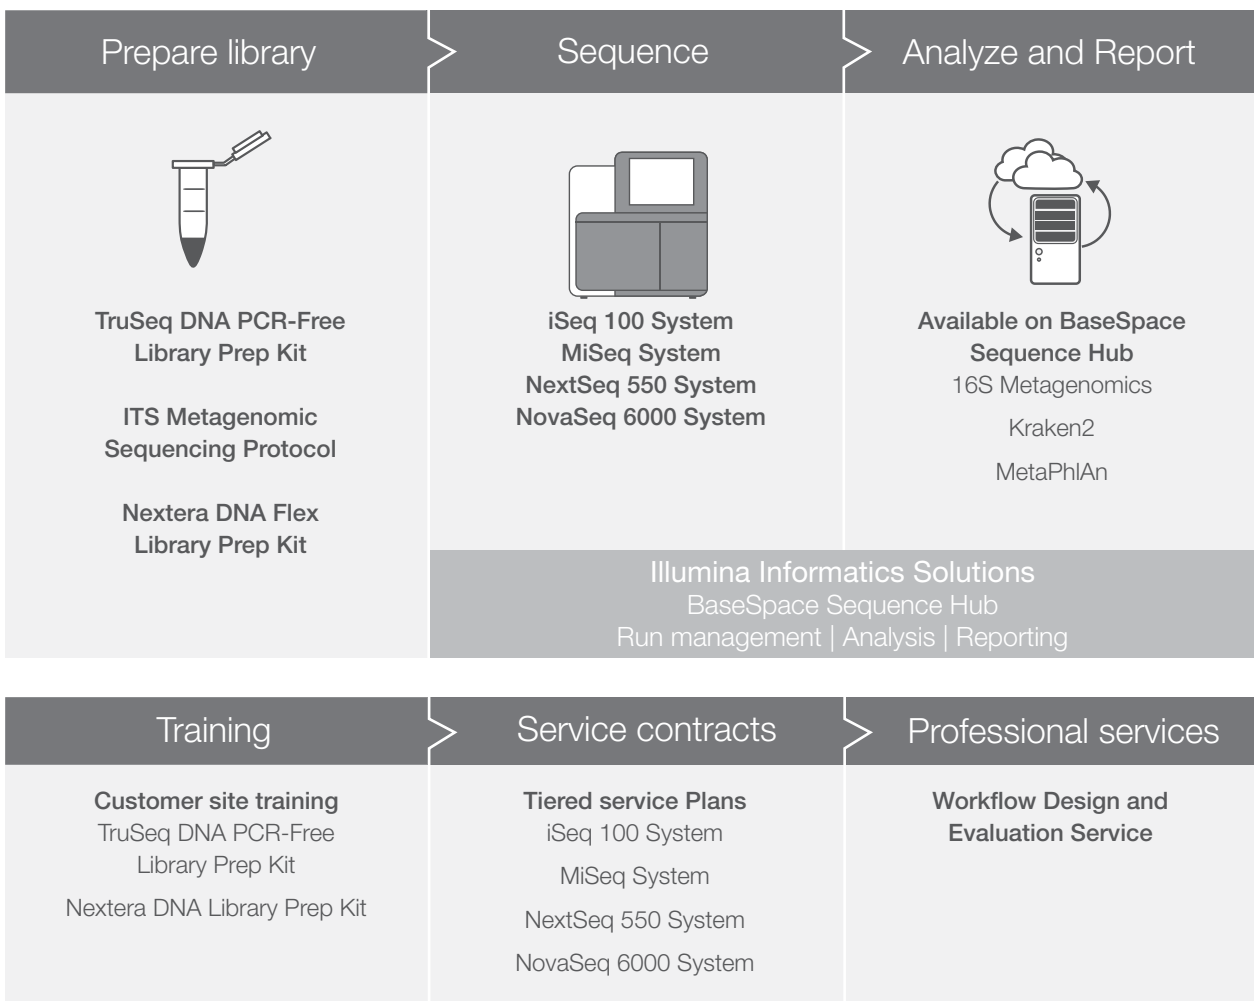 Prepare library
Sequence
Analyze and Report
TruSeq DNA PCR-Free
Library Prep Kit
ITS Metagenomic
Sequencing Protocol
Nextera DNA Flex
Library Prep Kit
iSeq 100 System
MiSeq System
NextSeq 550 System
NovaSeq 6000 System
Available on BaseSpace
Sequence Hub
16S Metagenomics
Kraken2
MetaPhlAn
Illumina Informatics Solutions
BaseSpace Sequence Hub
Run management | Analysis | Reporting
Training
Service contracts
Professional services
Customer site training
TruSeq DNA PCR-Free
Library Prep Kit
Nextera DNA Library Prep Kit
Tiered service Plans
iSeq 100 System
MiSeq System
NextSeq 550 System
NovaSeq 6000 System
Workflow Design and
Evaluation Service